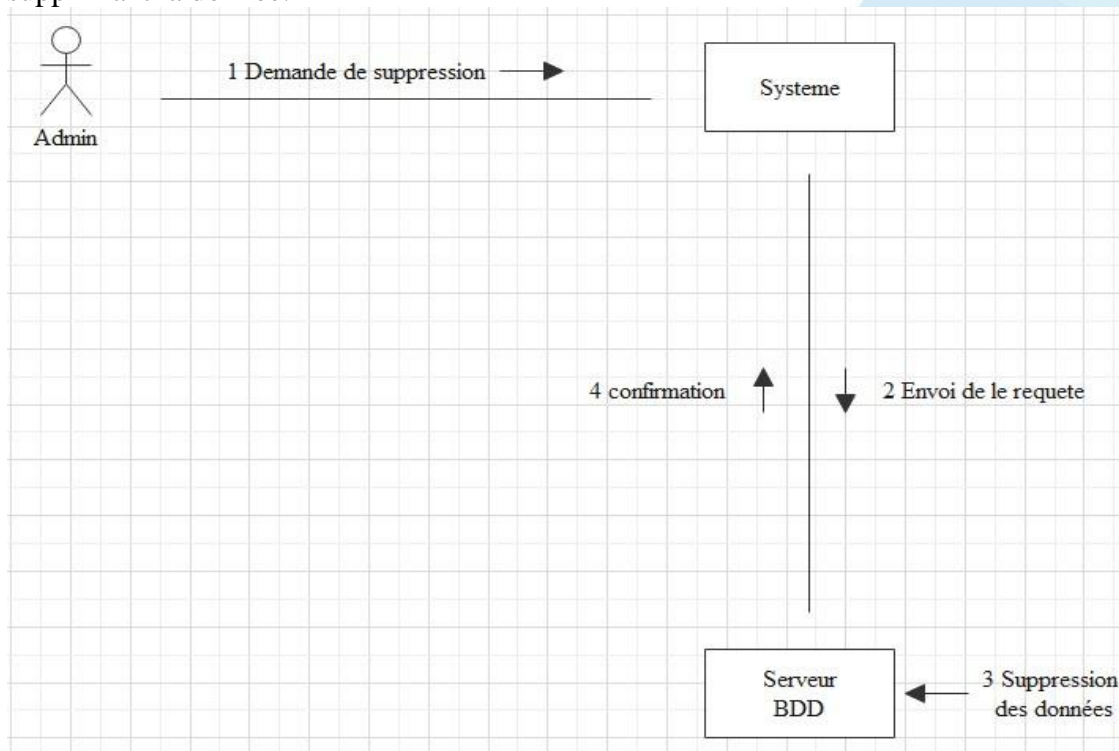 1 Demande de suppression
Systeme
Admin
4 confirmation
2 Envoi de le requete
Serveur
BDD
3 Suppression
des données